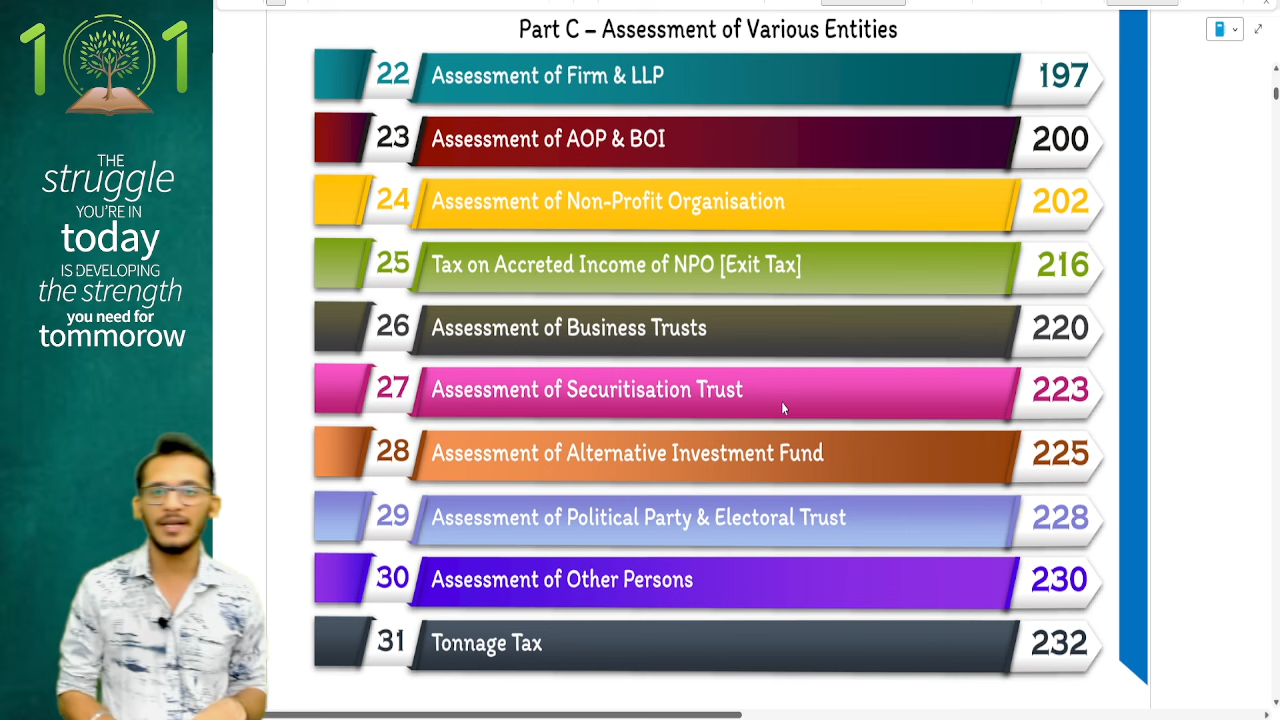 101
THE
struggle
YOU'RE IN
today
IS DEVELOPING
the strength
you need for
tommorow
Part C – Assessment of Various Entities
22 Assessment of Firm & LLP 197
23 Assessment of AOP & BOI 200
24 Assessment of Non-Profit Organisation 202
25 Tax on Accreted Income of NPO [Exit Tax] 216
26 Assessment of Business Trusts 220
27 Assessment of Securitisation Trust 223
28 Assessment of Alternative Investment Fund 225
29 Assessment of Political Party & Electoral Trust 228
30 Assessment of Other Persons 230
31 Tonnage Tax 232